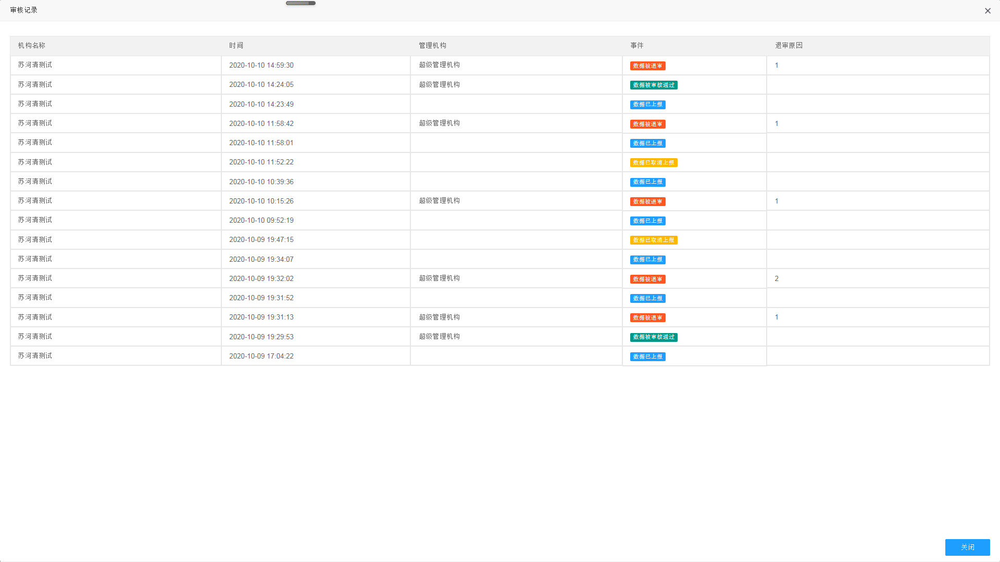 审核记录
机构名称 时间 管理机构 事件 退审原因
苏河清测试 2020-10-10 14:59:30 超级管理机构 数据被退审 1
苏河清测试 2020-10-10 14:24:05 超级管理机构 数据被审核通过
苏河清测试 2020-10-10 14:23:49 数据已上报
苏河清测试 2020-10-10 11:58:42 超级管理机构 数据被退审 1
苏河清测试 2020-10-10 11:58:01 数据已上报
苏河清测试 2020-10-10 11:52:22 数据已取消上报
苏河清测试 2020-10-10 10:39:36 数据已上报
苏河清测试 2020-10-10 10:15:26 超级管理机构 数据被退审 1
苏河清测试 2020-10-10 09:52:19 数据已上报
苏河清测试 2020-10-09 19:47:15 数据已取消上报
苏河清测试 2020-10-09 19:34:07 数据已上报
苏河清测试 2020-10-09 19:32:02 超级管理机构 数据被退审 2
苏河清测试 2020-10-09 19:31:52 数据已上报
苏河清测试 2020-10-09 19:31:13 超级管理机构 数据被退审 1
苏河清测试 2020-10-09 19:29:53 超级管理机构 数据被审核通过
苏河清测试 2020-10-09 17:04:22 数据已上报
关闭